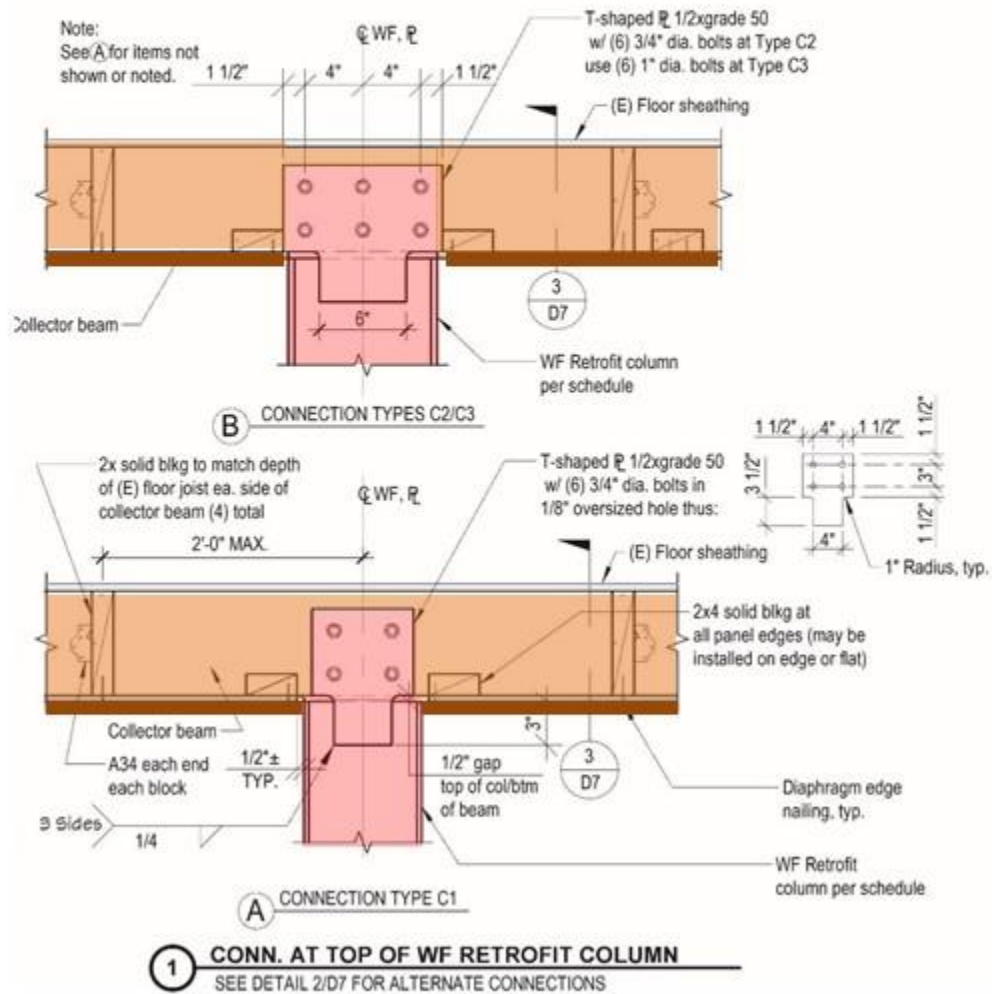 Note:
See Ⓐ for items not
shown or noted.
℄ WF, ⅊
T-shaped ⅊ 1/2xgrade 50
w/ (6) 3/4" dia. bolts at Type C2
use (6) 1" dia. bolts at Type C3
1 1/2" 4" 4" 1 1/2"
(E) Floor sheathing
3
D7
Collector beam
6"
WF Retrofit column
per schedule
B CONNECTION TYPES C2/C3
1 1/2" 4" 1 1/2"
1 1/2"
3 1/2"
3"
1 1/2"
4"
1" Radius, typ.
2x solid blkg to match depth
of (E) floor joist ea. side of
collector beam (4) total
℄ WF, ⅊
T-shaped ⅊ 1/2xgrade 50
w/ (6) 3/4" dia. bolts in
1/8" oversized hole thus:
2'-0" MAX.
(E) Floor sheathing
2x4 solid blkg at
all panel edges (may be
installed on edge or flat)
Collector beam
3"
A34 each end
each block
1/2"±
TYP.
1/2" gap
top of col/btm
of beam
3
D7
Diaphragm edge
nailing, typ.
3 Sides
1/4
WF Retrofit
column per schedule
A CONNECTION TYPE C1
1 CONN. AT TOP OF WF RETROFIT COLUMN
SEE DETAIL 2/D7 FOR ALTERNATE CONNECTIONS